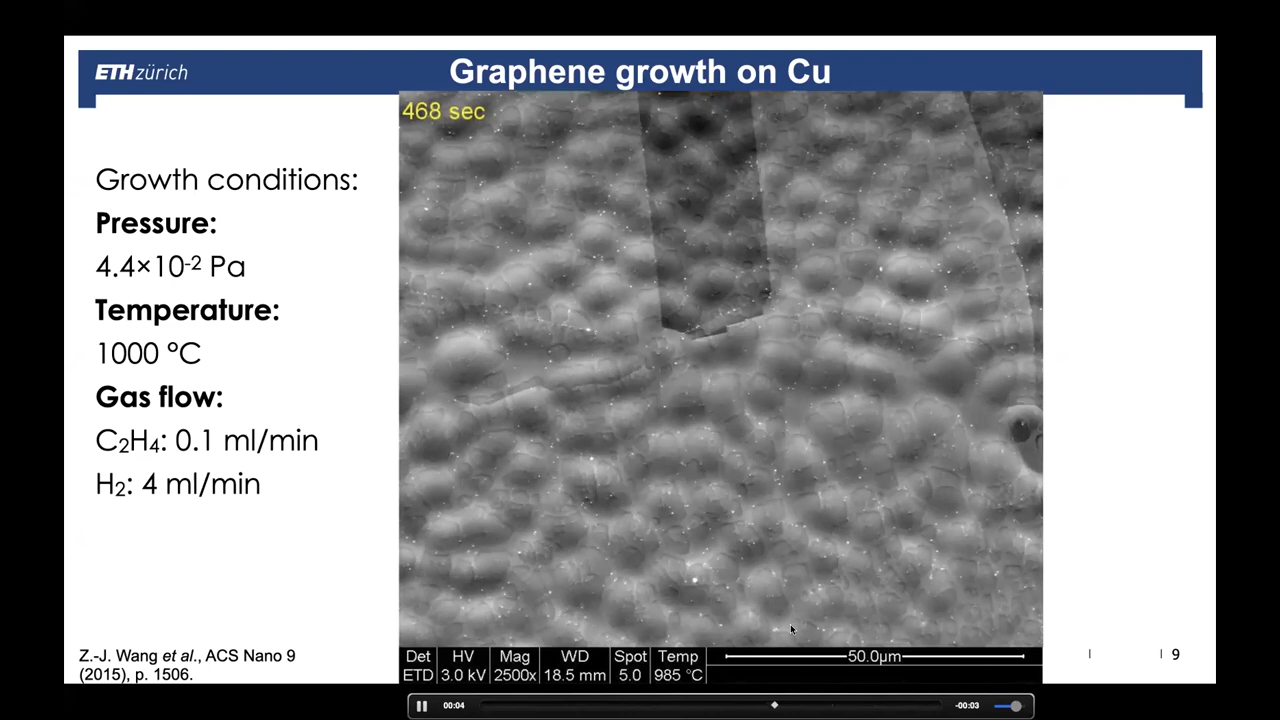 ETHzürich
Graphene growth on Cu
468 sec
Growth conditions:
Pressure:
4.4×10⁻² Pa
Temperature:
1000 °C
Gas flow:
C₂H₄: 0.1 ml/min
H₂: 4 ml/min
Z.-J. Wang et al., ACS Nano 9
(2015), p. 1506.
Det HV Mag WD Spot Temp
ETD 3.0 kV 2500x 18.5 mm 5.0 985 °C
50.0µm
9
00:04 -00:03